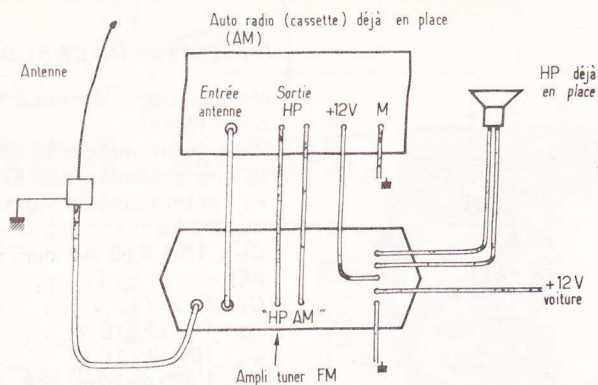 Auto radio (cassette) déjà en place
(AM)
Antenne
Entrée
antenne
Sortie
HP
+12V
M
HP déjà
en place
"HP AM"
+12V
voiture
Ampli tuner FM